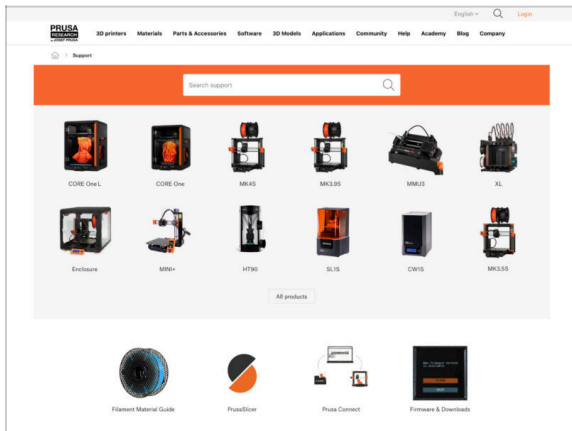 English
Login
PRUSA
RESEARCH
by JOSEF PRUSA
3D printers Materials Parts & Accessories Software 3D Models Applications Community Help Academy Blog Company
Support
Search support
CORE One L CORE One MK4S MK3.9S MMU3 XL
Enclosure MINI+ HT90 SL1S CW1S MK3.5S
All products
Filament Material Guide PrusaSlicer Prusa Connect Firmware & Downloads